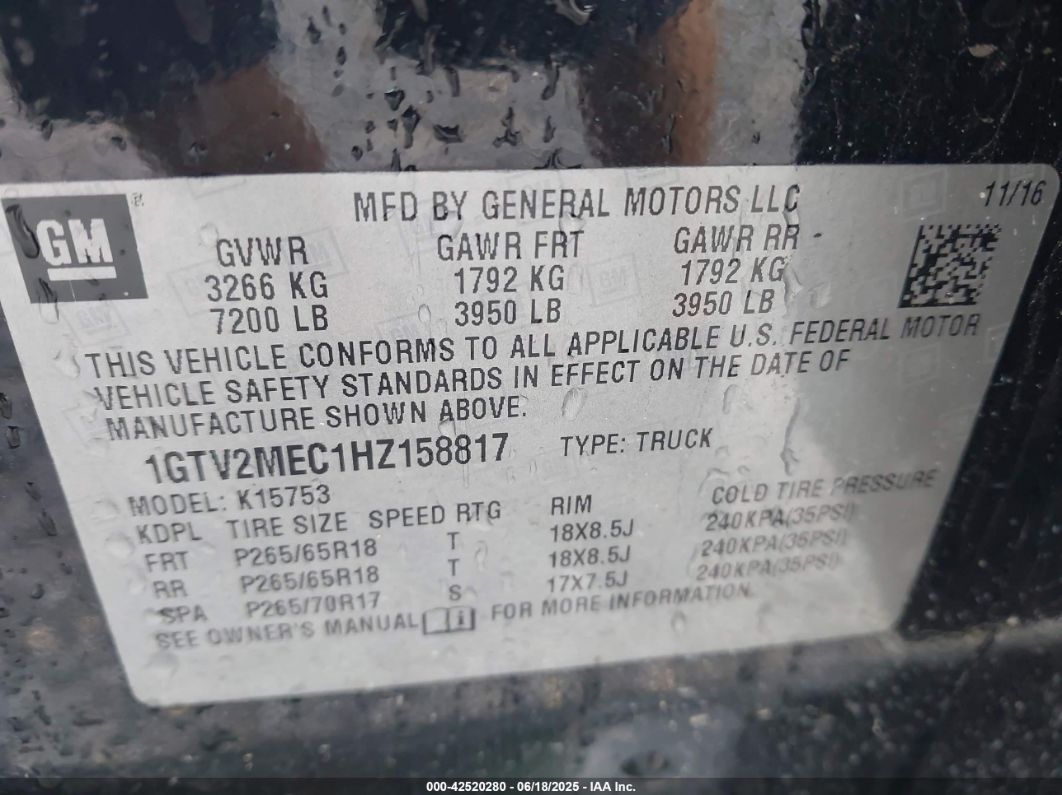 GM
MFD BY GENERAL MOTORS LLC
11/16
GVWR GAWR FRT GAWR RR
3266 KG 1792 KG 1792 KG
7200 LB 3950 LB 3950 LB
THIS VEHICLE CONFORMS TO ALL APPLICABLE U.S. FEDERAL MOTOR
VEHICLE SAFETY STANDARDS IN EFFECT ON THE DATE OF
MANUFACTURE SHOWN ABOVE.
1GTV2MEC1HZ158817 TYPE: TRUCK
MODEL: K15753
KDPL TIRE SIZE SPEED RTG RIM COLD TIRE PRESSURE
FRT P265/65R18 T 18X8.5J 240KPA(35PSI)
RR P265/65R18 T 18X8.5J 240KPA(35PSI)
SPA P265/70R17 S 17X7.5J 240KPA(35PSI)
SEE OWNER'S MANUAL FOR MORE INFORMATION.
000-42520280 - 06/18/2025 - IAA Inc.